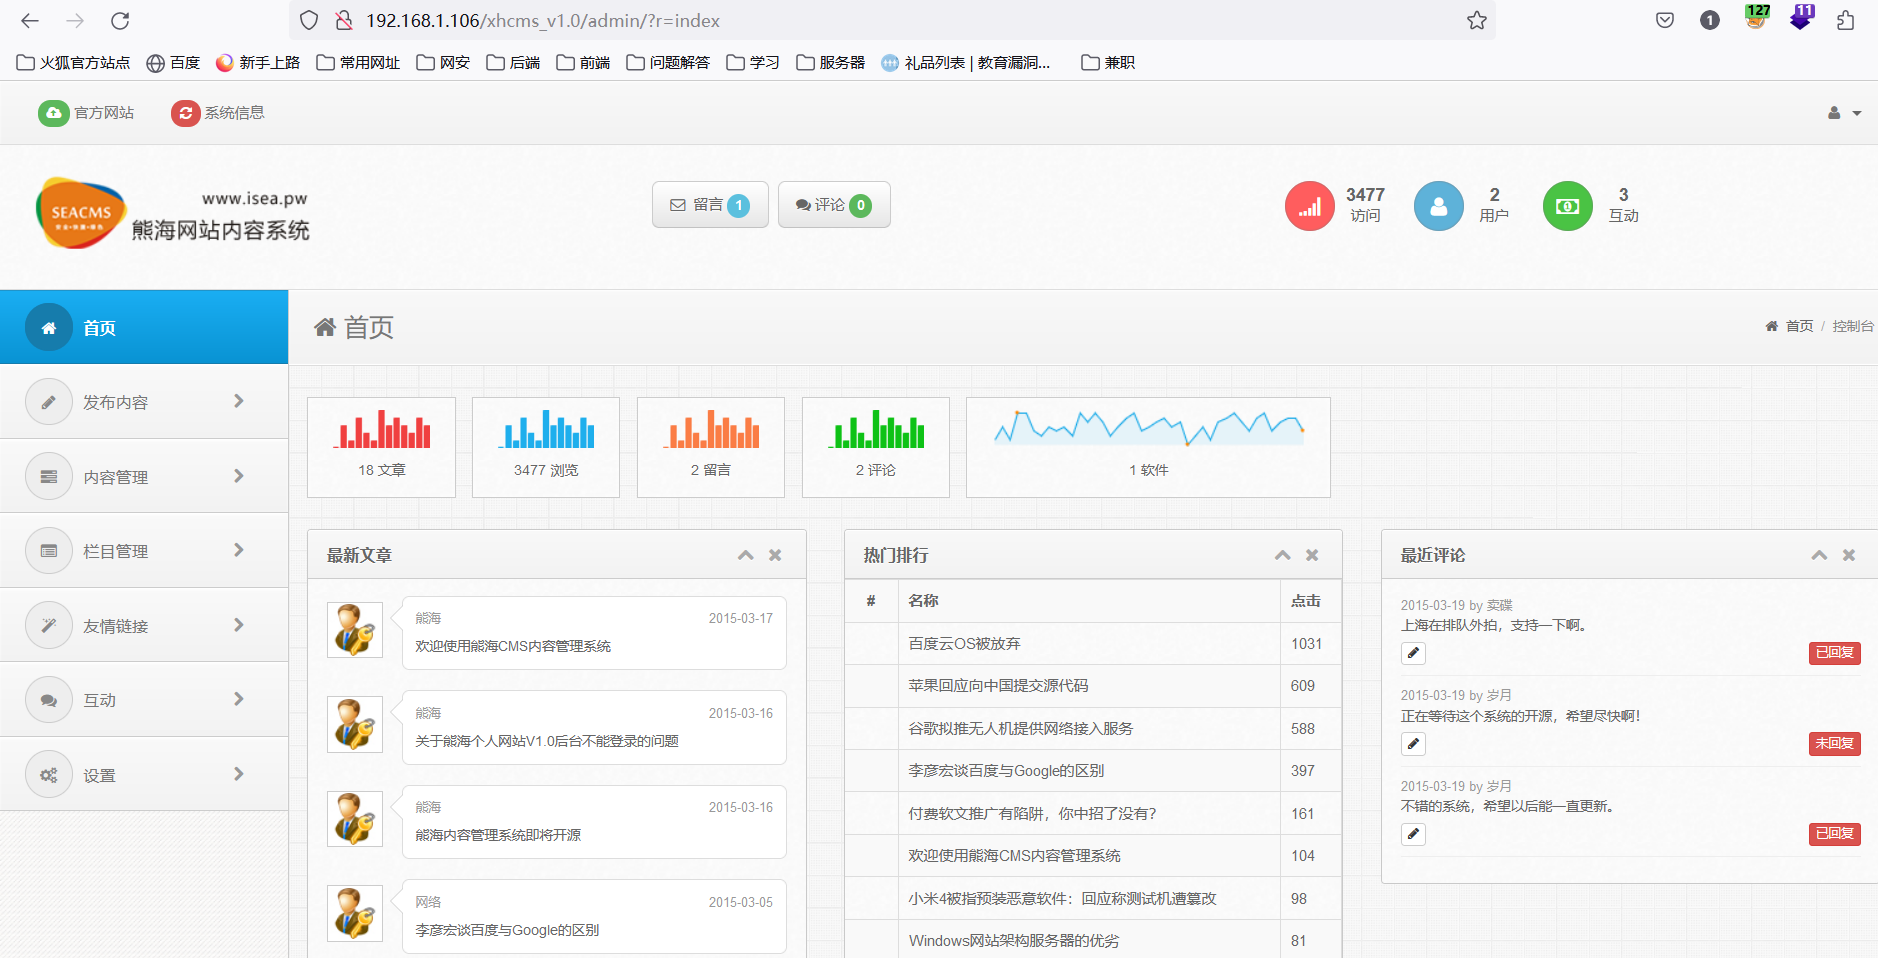 192.168.1.106/xhcms_v1.0/admin/?r=index
1
127
11
火狐官方站点
百度
新手上路
常用网址
网安
后端
前端
问题解答
学习
服务器
礼品列表 | 教育漏洞...
兼职
官方网站
系统信息
SEACMS
www.isea.pw
熊海网站内容系统
留言 1
评论 0
3477
访问
2
用户
3
互动
首页
发布内容
内容管理
栏目管理
友情链接
互动
设置
首页
首页 / 控制台
18 文章
3477 浏览
2 留言
2 评论
1 软件
最新文章
熊海 2015-03-17
欢迎使用熊海CMS内容管理系统
熊海 2015-03-16
关于熊海个人网站V1.0后台不能登录的问题
熊海 2015-03-16
熊海内容管理系统即将开源
网络 2015-03-05
李彦宏谈百度与Google的区别
热门排行
# 名称 点击
百度云OS被放弃 1031
苹果回应向中国提交源代码 609
谷歌拟推无人机提供网络接入服务 588
李彦宏谈百度与Google的区别 397
付费软文推广有陷阱，你中招了没有？ 161
欢迎使用熊海CMS内容管理系统 104
小米4被指预装恶意软件：回应称测试机遭篡改 98
Windows网站架构服务器的优劣 81
最近评论
2015-03-19 by 卖碟
上海在排队外拍，支持一下啊。
已回复
2015-03-19 by 岁月
正在等待这个系统的开源，希望尽快啊！
未回复
2015-03-19 by 岁月
不错的系统，希望以后能一直更新。
已回复